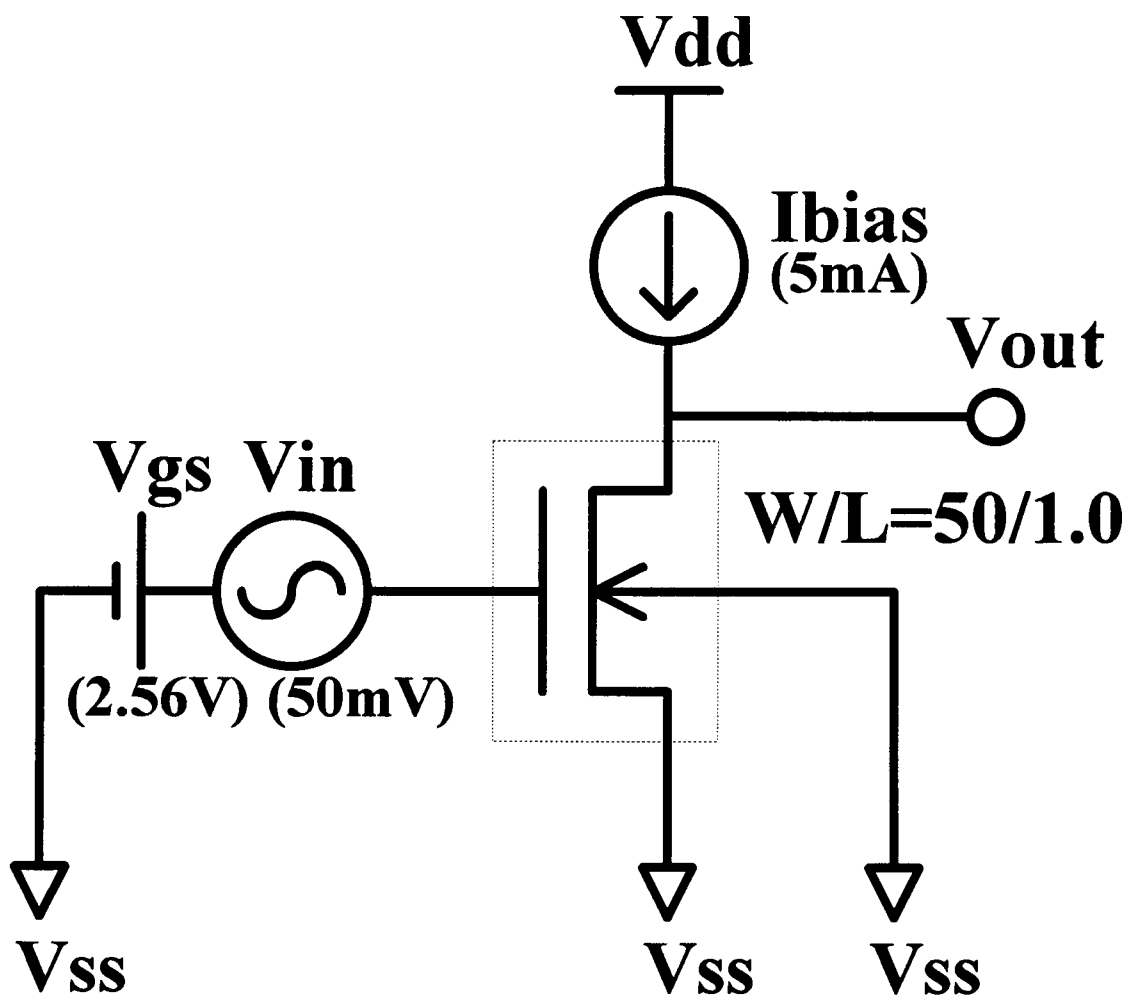 Vdd
Ibias
(5mA)
Vout
Vgs Vin
W/L=50/1.0
(2.56V) (50mV)
Vss Vss Vss